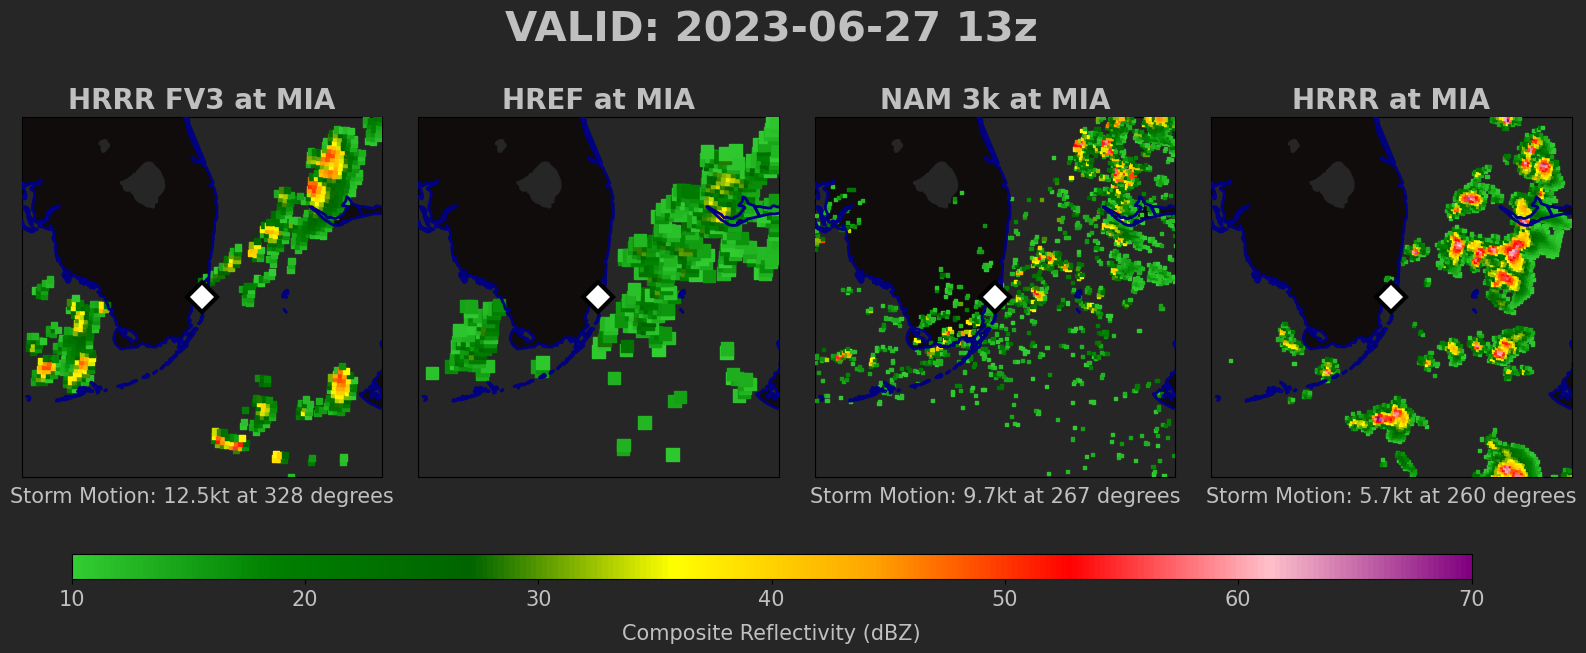 VALID: 2023-06-27 13z
HRRR FV3 at MIA
HREF at MIA
NAM 3k at MIA
HRRR at MIA
Storm Motion: 12.5kt at 328 degrees
Storm Motion: 9.7kt at 267 degrees
Storm Motion: 5.7kt at 260 degrees
10 20 30 40 50 60 70
Composite Reflectivity (dBZ)